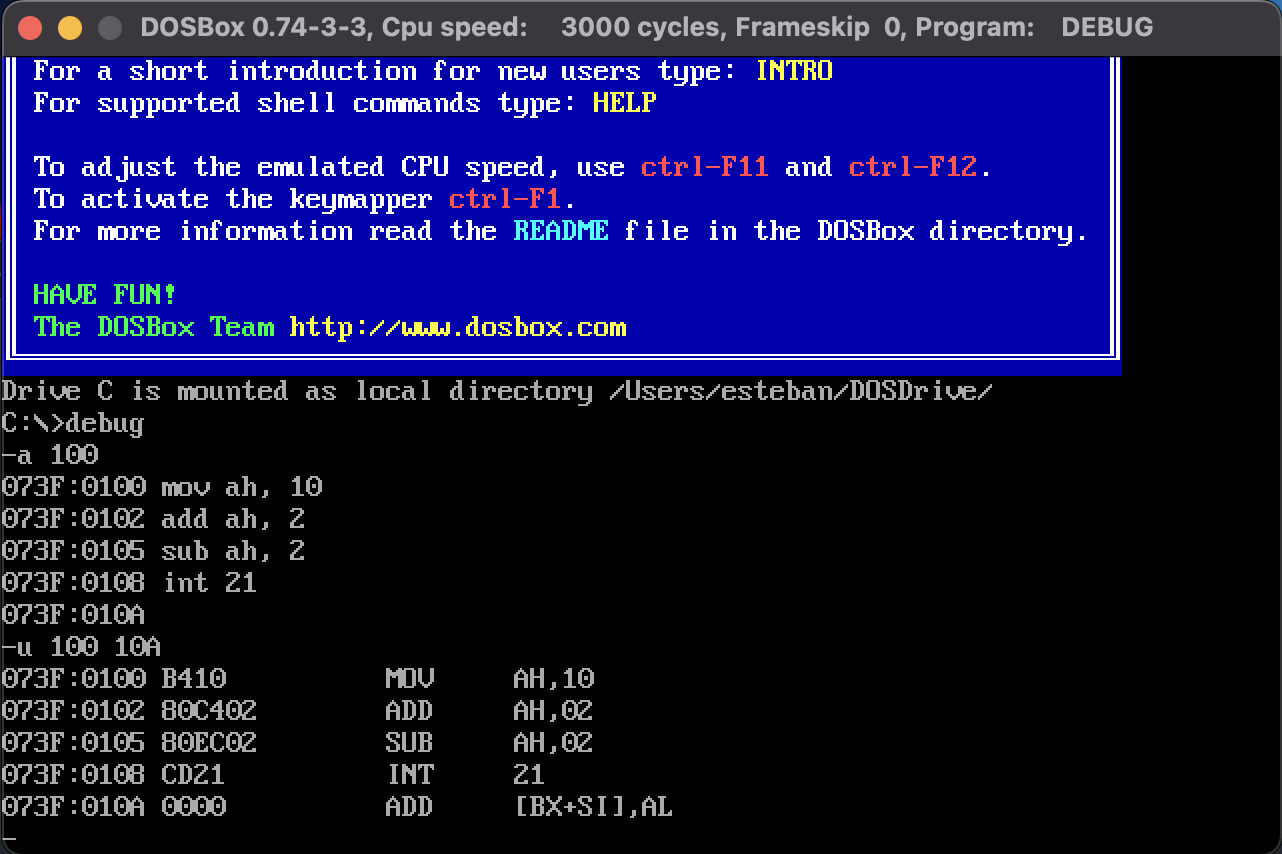 DOSBox 0.74-3-3, Cpu speed: 3000 cycles, Frameskip 0, Program: DEBUG
For a short introduction for new users type: INTRO
For supported shell commands type: HELP
To adjust the emulated CPU speed, use ctrl-F11 and ctrl-F12.
To activate the keymapper ctrl-F1.
For more information read the README file in the DOSBox directory.
HAVE FUN!
The DOSBox Team http://www.dosbox.com
Drive C is mounted as local directory /Users/esteban/DOSDrive/
C:\>debug
-a 100
073F:0100 mov ah, 10
073F:0102 add ah, 2
073F:0105 sub ah, 2
073F:0108 int 21
073F:010A
-u 100 10A
073F:0100 B410 MOV AH,10
073F:0102 80C402 ADD AH,02
073F:0105 80EC02 SUB AH,02
073F:0108 CD21 INT 21
073F:010A 0000 ADD [BX+SI],AL
-